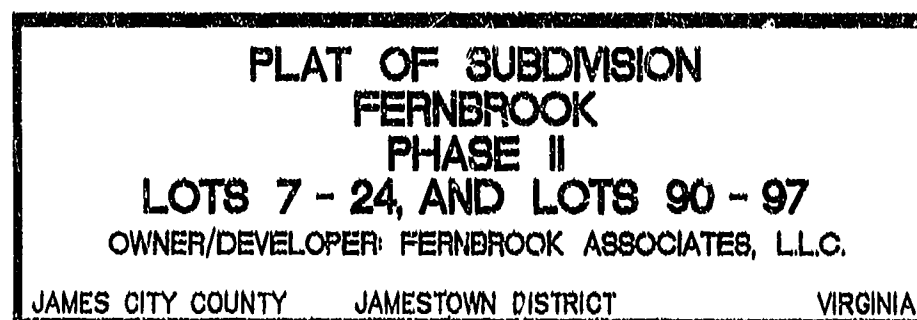 PLAT OF SUBDIVISION
FERNBROOK
PHASE II
LOTS 7 - 24, AND LOTS 90 - 97
OWNER/DEVELOPER: FERNBROOK ASSOCIATES, L.L.C.
JAMES CITY COUNTY JAMESTOWN DISTRICT VIRGINIA